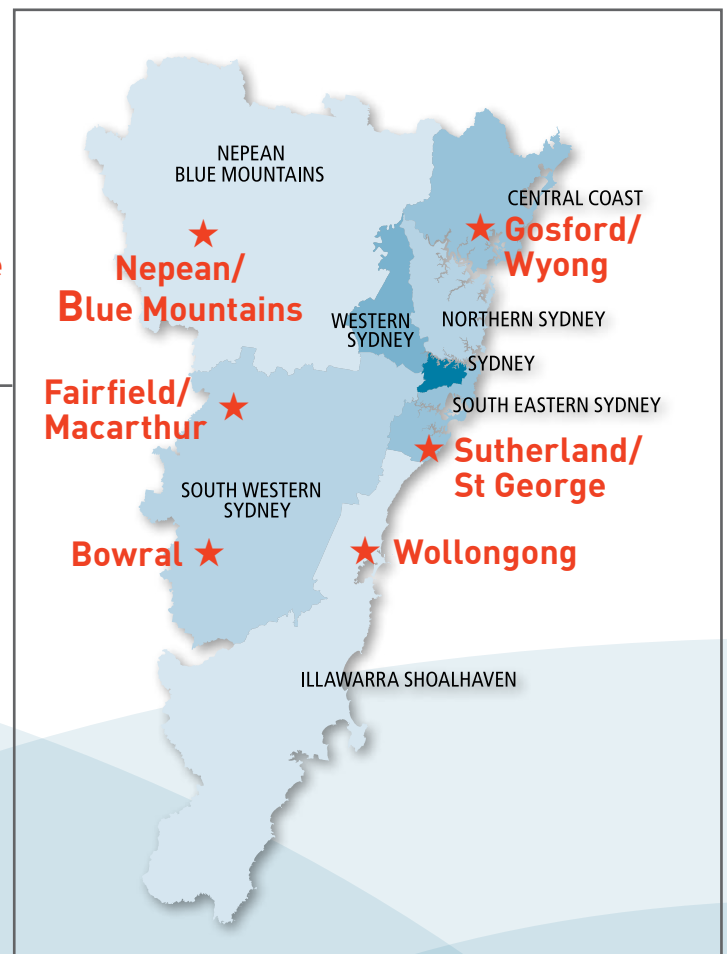 NEPEAN
BLUE MOUNTAINS
CENTRAL COAST
Gosford/
Wyong
e
Nepean/
Blue Mountains
WESTERN
SYDNEY
NORTHERN SYDNEY
SYDNEY
Fairfield/
Macarthur
SOUTH EASTERN SYDNEY
Sutherland/
St George
SOUTH WESTERN
SYDNEY
Bowral
Wollongong
ILLAWARRA SHOALHAVEN